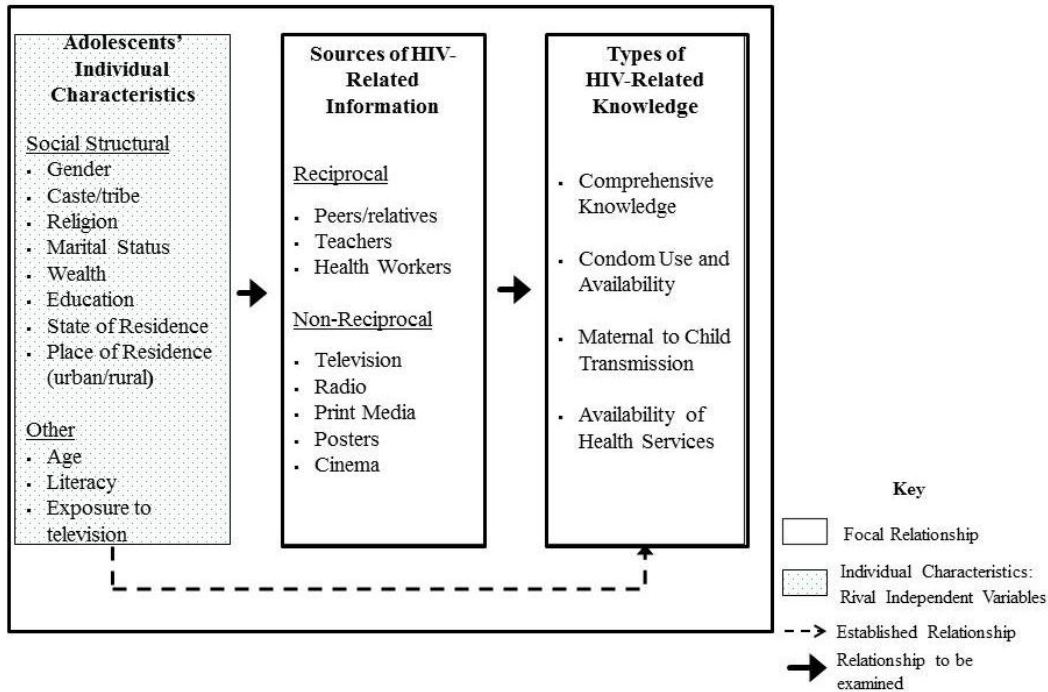 Adolescents'
Individual
Characteristics
Social Structural
▪ Gender
▪ Caste/tribe
▪ Religion
▪ Marital Status
▪ Wealth
▪ Education
▪ State of Residence
▪ Place of Residence
(urban/rural)
Other
▪ Age
▪ Literacy
▪ Exposure to
television
Sources of HIV-
Related
Information
Reciprocal
▪ Peers/relatives
▪ Teachers
▪ Health Workers
Non-Reciprocal
▪ Television
▪ Radio
▪ Print Media
▪ Posters
▪ Cinema
Types of
HIV-Related
Knowledge
▪ Comprehensive
Knowledge
▪ Condom Use and
Availability
▪ Maternal to Child
Transmission
▪ Availability of
Health Services
Key
Focal Relationship
Individual Characteristics:
Rival Independent Variables
Established Relationship
Relationship to be
examined